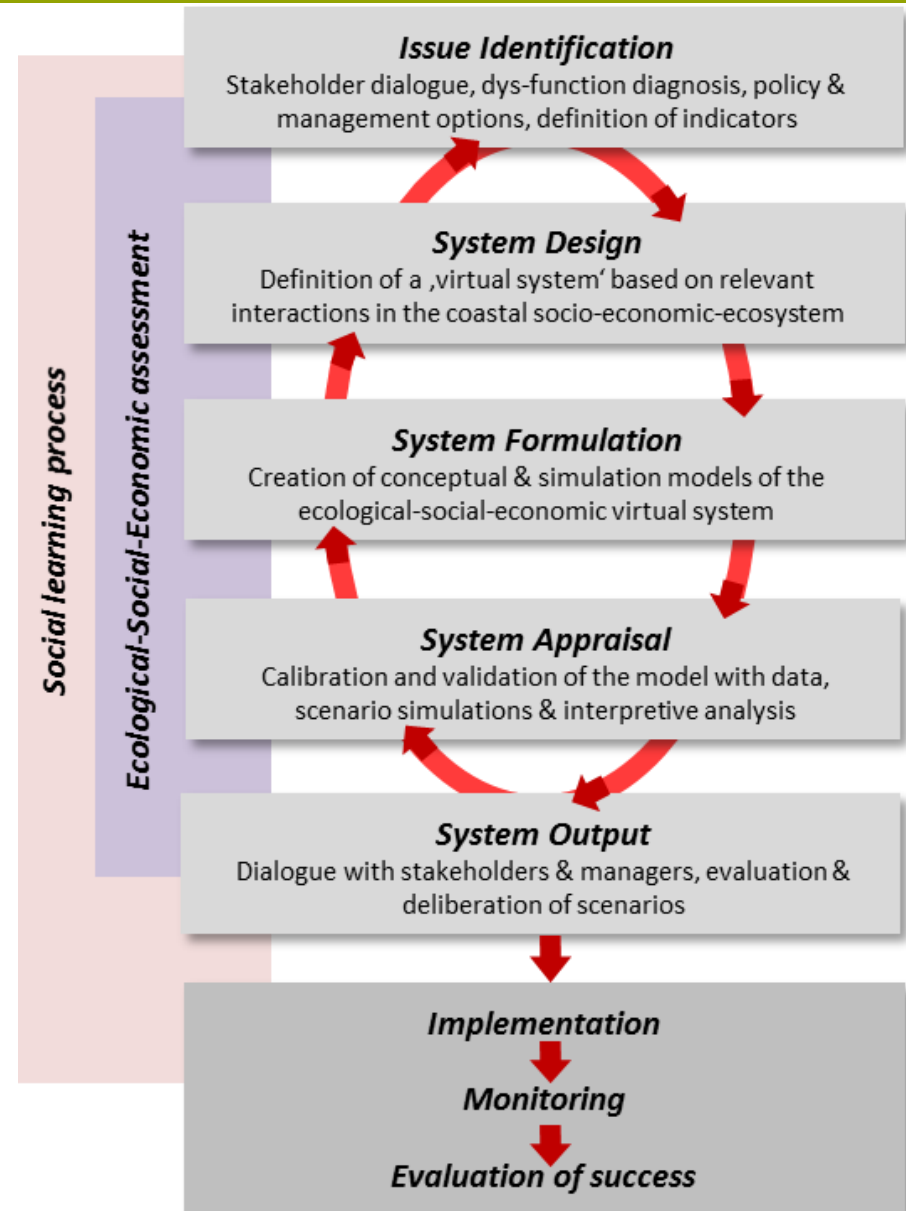 Issue Identification
Stakeholder dialogue, dys-function diagnosis, policy &
management options, definition of indicators
System Design
Definition of a ‚virtual system‘ based on relevant
interactions in the coastal socio-economic-ecosystem
System Formulation
Creation of conceptual & simulation models of the
ecological-social-economic virtual system
System Appraisal
Calibration and validation of the model with data,
scenario simulations & interpretive analysis
System Output
Dialogue with stakeholders & managers, evaluation &
deliberation of scenarios
Implementation
Monitoring
Evaluation of success
Social learning process
Ecological-Social-Economic assessment